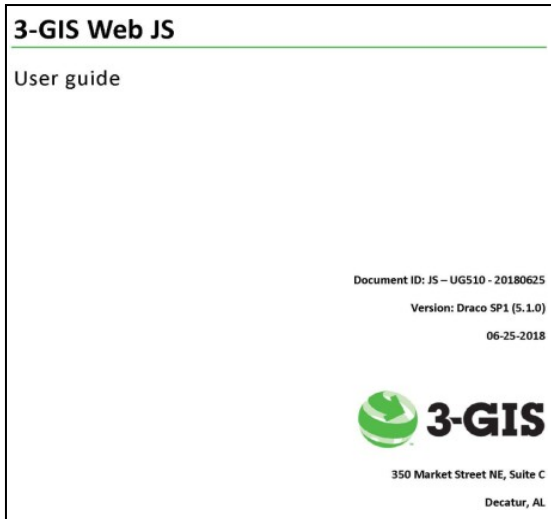 3-GIS Web JS
User guide
Document ID: JS – UG510 - 20180625
Version: Draco SP1 (5.1.0)
06-25-2018
3-GIS
350 Market Street NE, Suite C
Decatur, AL